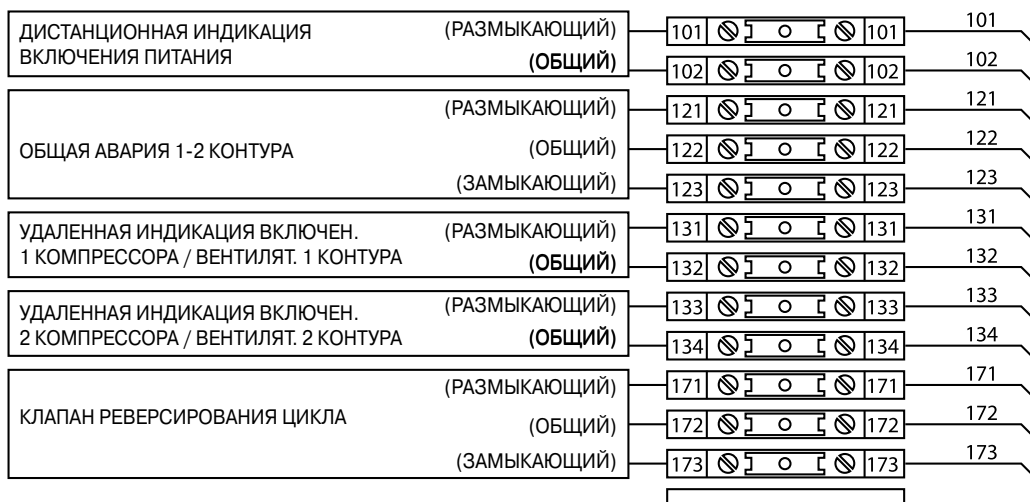 ДИСТАНЦИОННАЯ ИНДИКАЦИЯ (РАЗМЫКАЮЩИЙ) 101 101 101
ВКЛЮЧЕНИЯ ПИТАНИЯ (ОБЩИЙ) 102 102 102
(РАЗМЫКАЮЩИЙ) 121 121 121
ОБЩАЯ АВАРИЯ 1-2 КОНТУРА (ОБЩИЙ) 122 122 122
(ЗАМЫКАЮЩИЙ) 123 123 123
УДАЛЕННАЯ ИНДИКАЦИЯ ВКЛЮЧЕН. (РАЗМЫКАЮЩИЙ) 131 131 131
1 КОМПРЕССОРА / ВЕНТИЛЯТ. 1 КОНТУРА (ОБЩИЙ) 132 132 132
УДАЛЕННАЯ ИНДИКАЦИЯ ВКЛЮЧЕН. (РАЗМЫКАЮЩИЙ) 133 133 133
2 КОМПРЕССОРА / ВЕНТИЛЯТ. 2 КОНТУРА (ОБЩИЙ) 134 134 134
(РАЗМЫКАЮЩИЙ) 171 171 171
КЛАПАН РЕВЕРСИРОВАНИЯ ЦИКЛА (ОБЩИЙ) 172 172 172
(ЗАМЫКАЮЩИЙ) 173 173 173